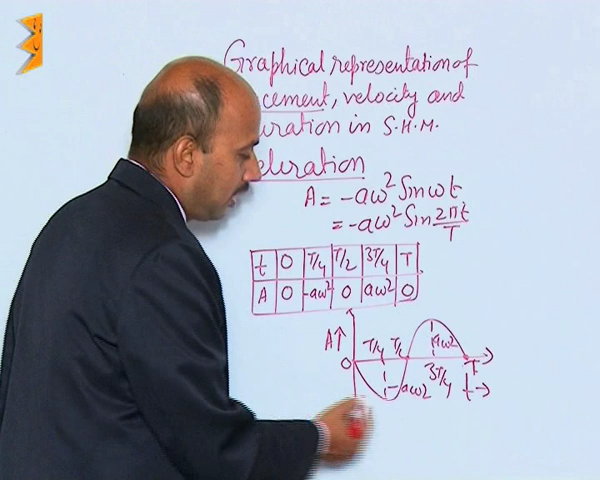 Graphical representation of
cement, velocity and
ration in S.H.M.
leration
A = -aω² Sin ωt
= -aω² Sin 2πt/T
t 0 T/4 T/2 3T/4 T
A 0 -aω² 0 aω² 0
A↑ T/4 T/2 aω²
0 T
-aω2 3T/4 t→